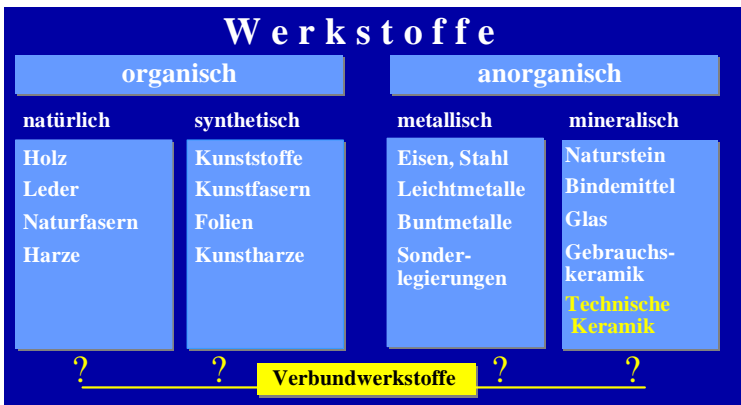 Werkstoffe
organisch
anorganisch
natürlich
synthetisch
metallisch
mineralisch
Holz
Leder
Naturfasern
Harze
Kunststoffe
Kunstfasern
Folien
Kunstharze
Eisen, Stahl
Leichtmetalle
Buntmetalle
Sonder-
legierungen
Naturstein
Bindemittel
Glas
Gebrauchs-
keramik
Technische
Keramik
? ? Verbundwerkstoffe ? ?